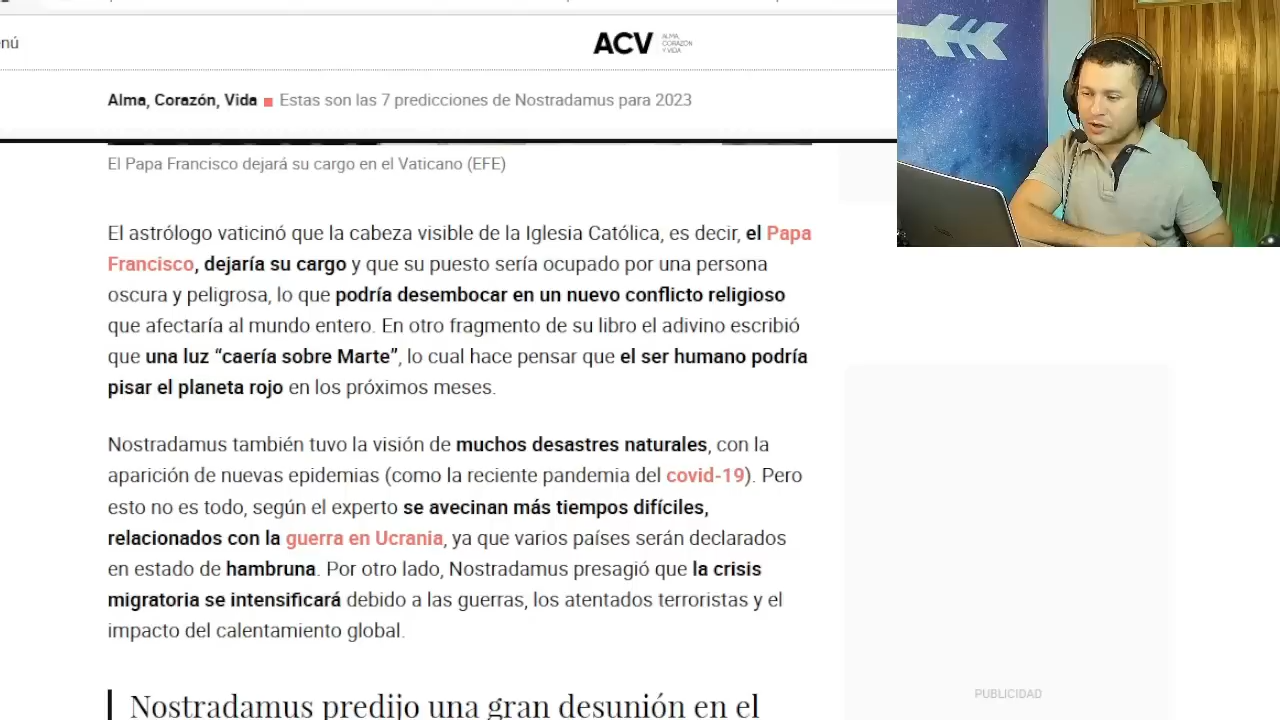 nú
ACV ALMA, CORAZÓN Y VIDA
Alma, Corazón, Vida Estas son las 7 predicciones de Nostradamus para 2023
El Papa Francisco dejará su cargo en el Vaticano (EFE)
El astrólogo vaticinó que la cabeza visible de la Iglesia Católica, es decir, el Papa
Francisco, dejaría su cargo y que su puesto sería ocupado por una persona
oscura y peligrosa, lo que podría desembocar en un nuevo conflicto religioso
que afectaría al mundo entero. En otro fragmento de su libro el adivino escribió
que una luz “caería sobre Marte”, lo cual hace pensar que el ser humano podría
pisar el planeta rojo en los próximos meses.
Nostradamus también tuvo la visión de muchos desastres naturales, con la
aparición de nuevas epidemias (como la reciente pandemia del covid-19). Pero
esto no es todo, según el experto se avecinan más tiempos difíciles,
relacionados con la guerra en Ucrania, ya que varios países serán declarados
en estado de hambruna. Por otro lado, Nostradamus presagió que la crisis
migratoria se intensificará debido a las guerras, los atentados terroristas y el
impacto del calentamiento global.
PUBLICIDAD
Nostradamus predijo una gran desunión en el